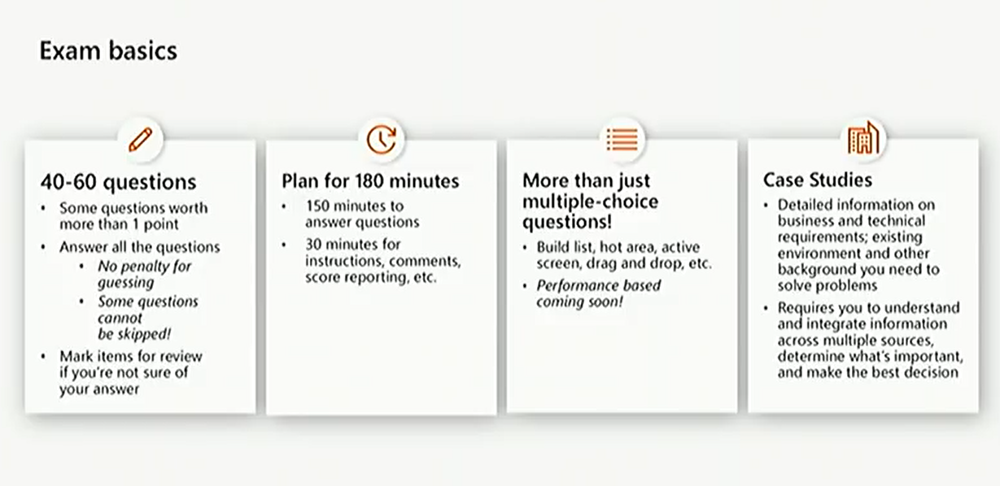 Exam basics
40-60 questions
• Some questions worth
more than 1 point
• Answer all the questions
• No penalty for
guessing
• Some questions
cannot
be skipped!
• Mark items for review
if you're not sure of
your answer
Plan for 180 minutes
• 150 minutes to
answer questions
• 30 minutes for
instructions, comments,
score reporting, etc.
More than just
multiple-choice
questions!
• Build list, hot area, active
screen, drag and drop, etc.
• Performance based
coming soon!
Case Studies
• Detailed information on
business and technical
requirements; existing
environment and other
background you need to
solve problems
• Requires you to understand
and integrate information
across multiple sources,
determine what's important,
and make the best decision